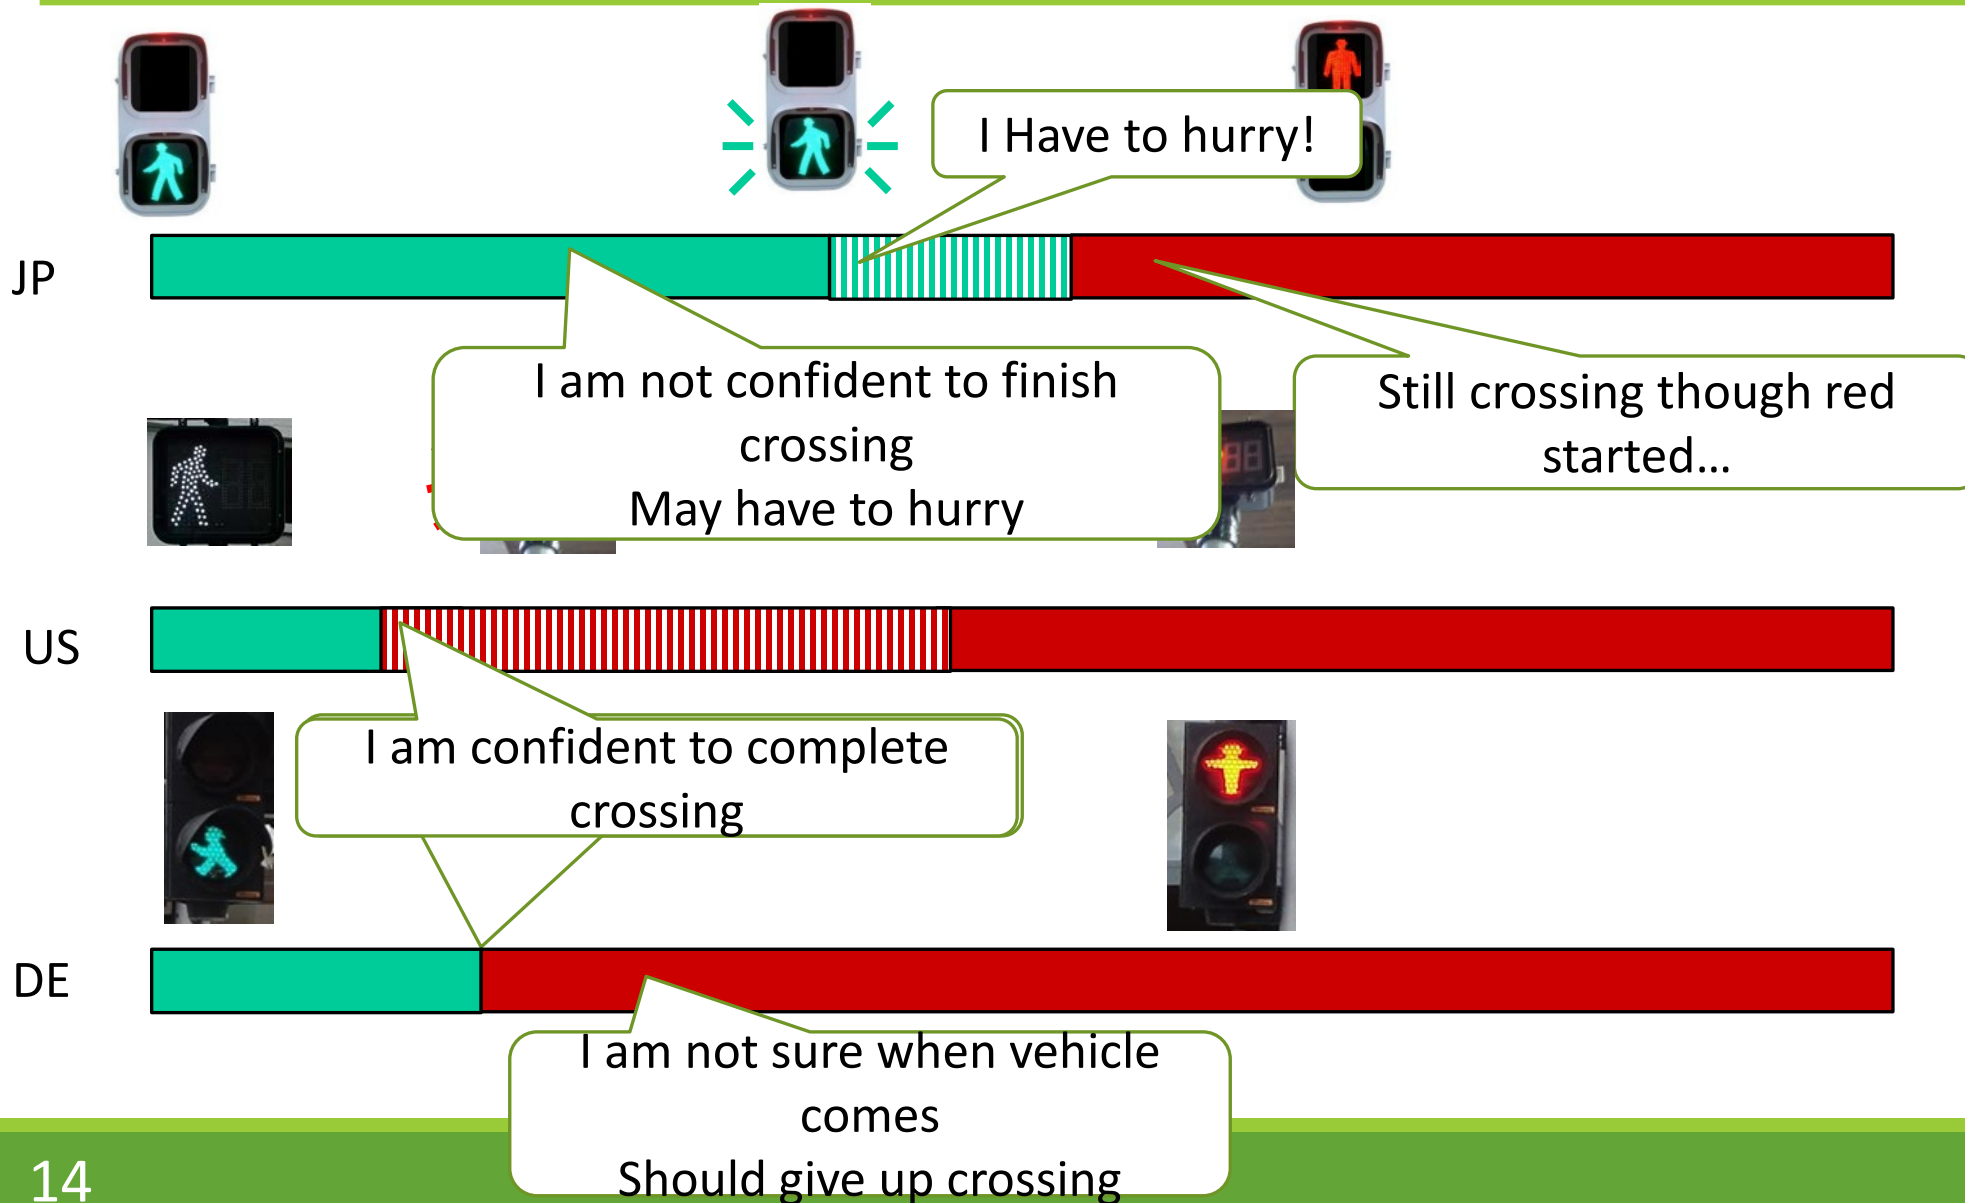 I Have to hurry!
JP
I am not confident to finish
crossing
May have to hurry
Still crossing though red
started...
US
I am confident to complete
crossing
DE
I am not sure when vehicle
comes
Should give up crossing
14